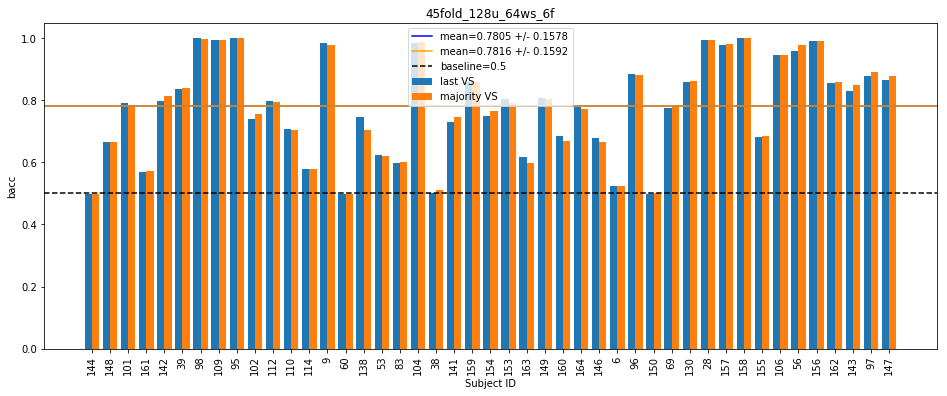 45fold_128u_64ws_6f
mean=0.7805 +/- 0.1578
mean=0.7816 +/- 0.1592
baseline=0.5
last VS
majority VS
bacc
1.0
0.8
0.6
0.4
0.2
0.0
144 148 101 161 142 39 98 109 95 102 112 110 114 9 60 138 53 83 104 38 141 159 154 153 163 149 160 164 146 6 96 150 69 130 28 157 158 155 106 56 156 162 143 97 147
Subject ID